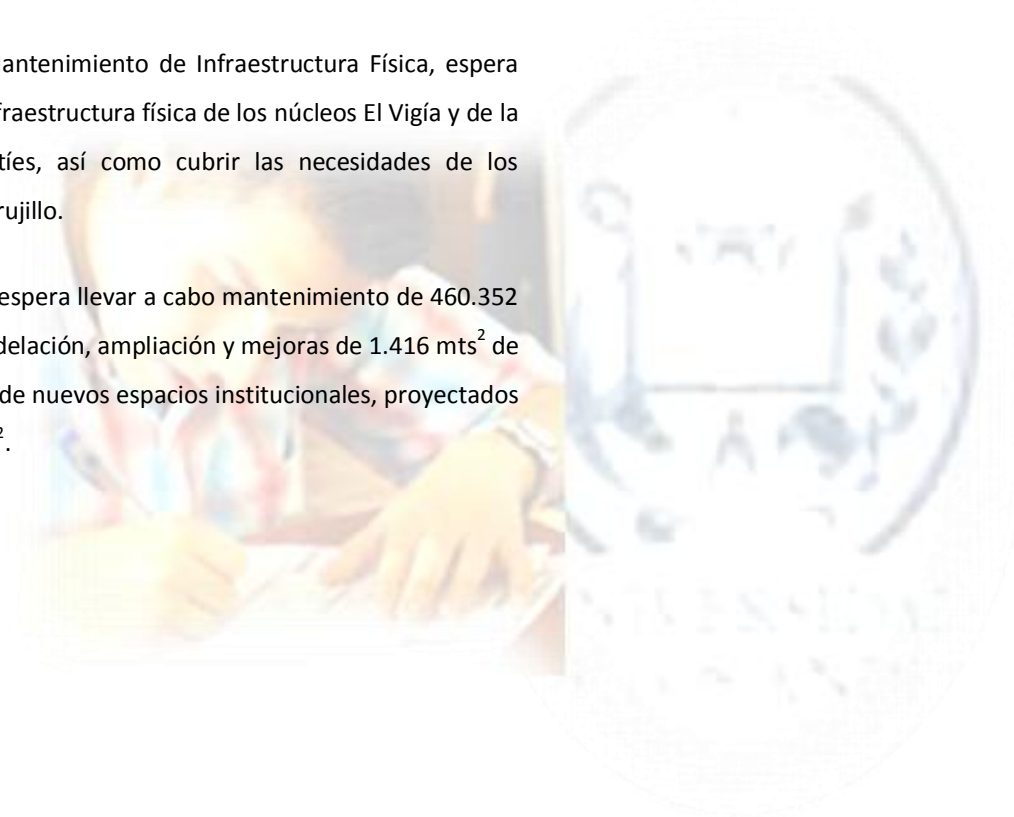 antenimiento de Infraestructura Física, espera
fraestructura física de los núcleos El Vigía y de la
tíes, así como cubrir las necesidades de los
rujillo.
espera llevar a cabo mantenimiento de 460.352
delación, ampliación y mejoras de 1.416 mts² de
de nuevos espacios institucionales, proyectados
².